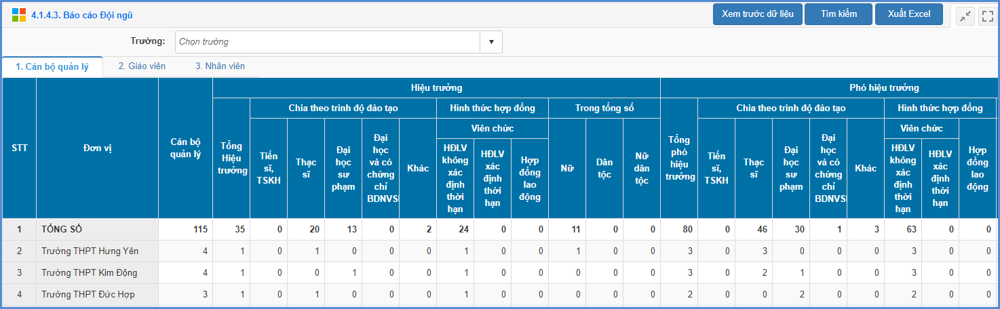 4.1.4.3. Báo cáo Đội ngũ
Xem trước dữ liệu Tìm kiếm Xuất Excel
Trường: Chọn trường
1. Cán bộ quản lý 2. Giáo viên 3. Nhân viên
STT Đơn vị Cán bộ quản lý Hiệu trưởng Phó hiệu trưởng
Tổng Hiệu trưởng Chia theo trình độ đào tạo Hình thức hợp đồng Trong tổng số Tổng phó hiệu trưởng Chia theo trình độ đào tạo Hình thức hợp đồng
Tiến sĩ, TSKH Thạc sĩ Đại học sư phạm Đại học và có chứng chỉ BDNVS Khác Viên chức Hợp đồng lao động Nữ Dân tộc Nữ dân tộc Tiến sĩ, TSKH Thạc sĩ Đại học sư phạm Đại học và có chứng chỉ BDNVS Khác Viên chức Hợp đồng lao động
HĐLV không xác định thời hạn HĐLV xác định thời hạn HĐLV không xác định thời hạn HĐLV xác định thời hạn
1 TỔNG SỐ 115 35 0 20 13 0 2 24 0 0 11 0 0 80 0 46 30 1 3 63 0 0
2 Trường THPT Hưng Yên 4 1 0 1 0 0 0 1 0 0 1 0 0 3 0 3 0 0 0 3 0 0
3 Trường THPT Kim Động 4 1 0 0 1 0 0 1 0 0 0 0 0 3 0 2 1 0 0 3 0 0
4 Trường THPT Đức Hợp 3 1 0 1 0 0 0 1 0 0 0 0 0 2 0 0 2 0 0 2 0 0